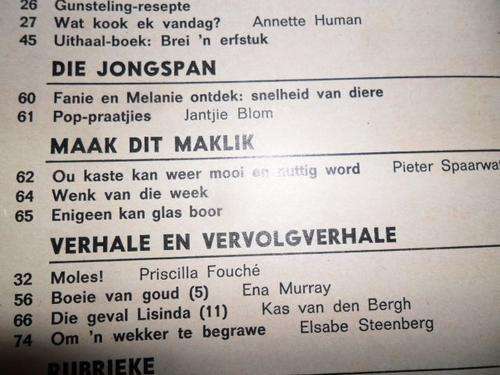 26 Gunsteling-resepte
27 Wat kook ek vandag? Annette Human
45 Uithaal-boek: Brei 'n erfstuk
DIE JONGSPAN
60 Fanie en Melanie ontdek: snelheid van diere
61 Pop-praatjies Jantjie Blom
MAAK DIT MAKLIK
62 Ou kaste kan weer mooi en nuttig word Pieter Spaarwat
64 Wenk van die week
65 Enigeen kan glas boor
VERHALE EN VERVOLGVERHALE
32 Moles! Priscilla Fouché
56 Boeie van goud (5) Ena Murray
66 Die geval Lisinda (11) Kas van den Bergh
74 Om 'n wekker te begrawe Elsabe Steenberg
RUBRIEKE